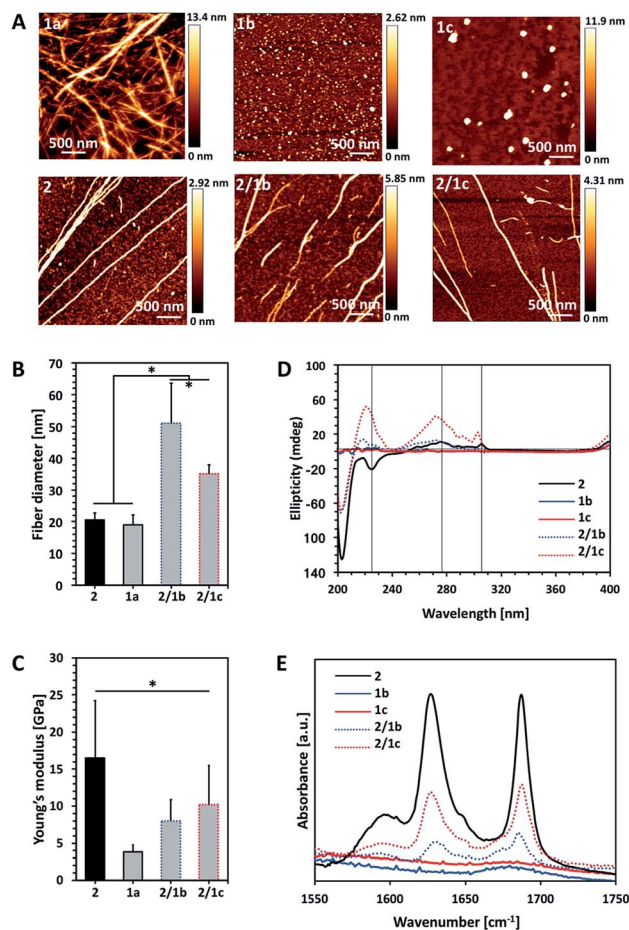 A
1a
13.4 nm
500 nm
0 nm
1b
2.62 nm
500 nm
0 nm
1c
11.9 nm
500 nm
0 nm
2
2.92 nm
500 nm
0 nm
2/1b
5.85 nm
500 nm
0 nm
2/1c
4.31 nm
500 nm
0 nm
B
Fiber diameter [nm]
70
60
50
40
30
20
10
0
*
*
2
1a
2/1b
2/1c
D
Ellipticity (mdeg)
100
60
20
-20
-60
100
140
200
240
280
320
360
400
Wavelength [nm]
2
1b
1c
2/1b
2/1c
C
Young's modulus [GPa]
30
25
20
15
10
5
0
*
2
1a
2/1b
2/1c
E
Absorbance [a.u.]
2
1b
1c
2/1b
2/1c
1550
1600
1650
1700
1750
Wavenumber [cm⁻¹]